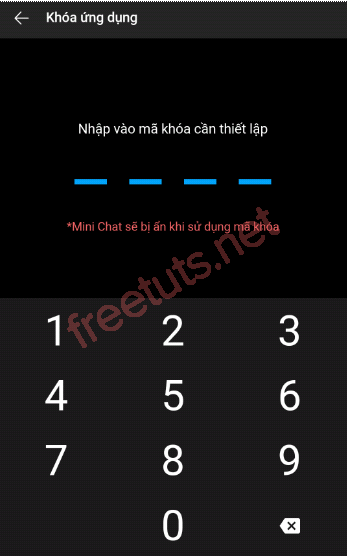 Khóa ứng dụng
Nhập vào mã khóa cần thiết lập
*Mini Chat sẽ bị ẩn khi sử dụng mã khóa
freetuts.net
1 2 3
4 5 6
7 8 9
0